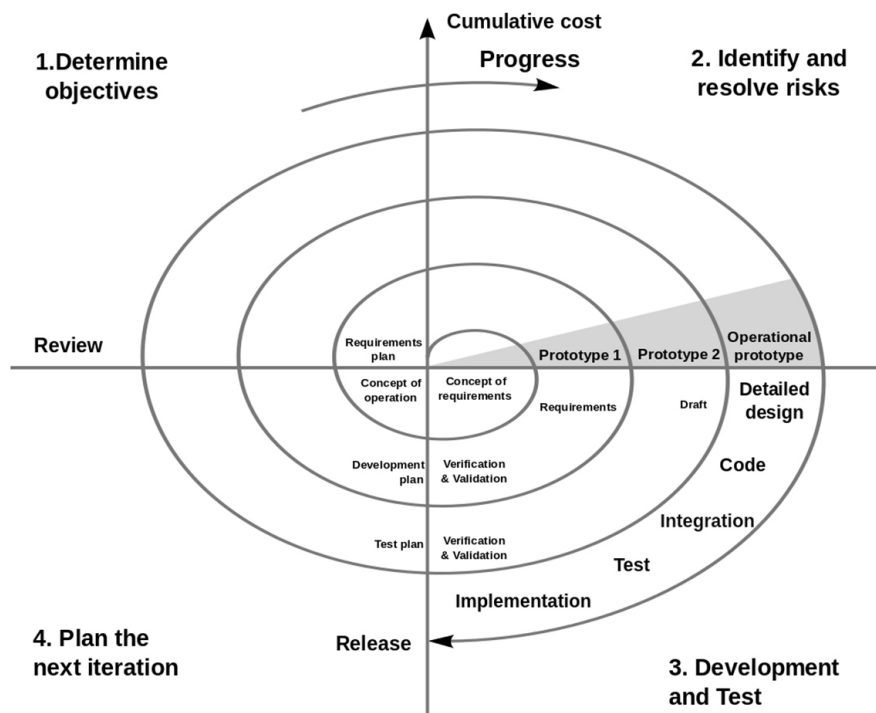 Cumulative cost
Progress
1.Determine
objectives
2. Identify and
resolve risks
Review
Requirements
plan
Prototype 1
Prototype 2
Operational
prototype
Concept of
operation
Concept of
requirements
Requirements
Draft
Detailed
design
Development
plan
Verification
& Validation
Code
Integration
Test plan
Verification
& Validation
Test
Implementation
Release
4. Plan the
next iteration
3. Development
and Test